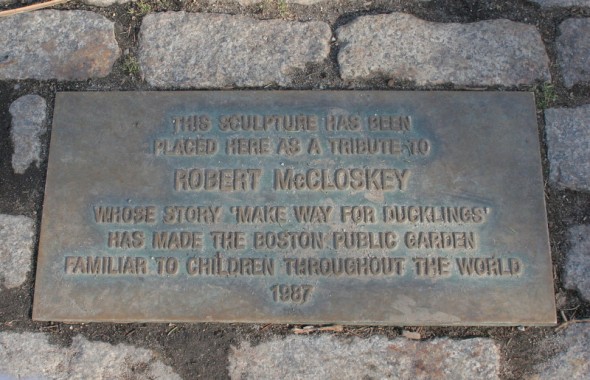 THIS SCULPTURE HAS BEEN
PLACED HERE AS A TRIBUTE TO
ROBERT McCLOSKEY
WHOSE STORY 'MAKE WAY FOR DUCKLINGS'
HAS MADE THE BOSTON PUBLIC GARDEN
FAMILIAR TO CHILDREN THROUGHOUT THE WORLD
1987